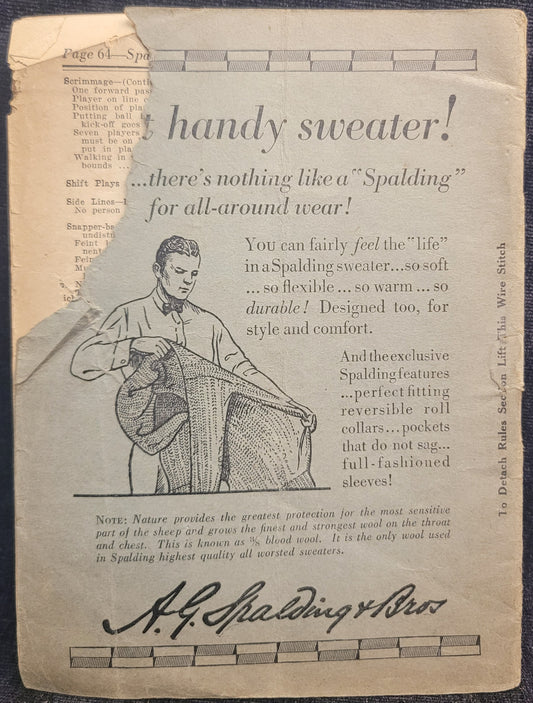 Page 64—Spa
Scrimmage—(Conti
One forward pass
Player on line o
Position of play
Putting ball i
kick-off goes
Seven players
must be on
put in pla
Walking in
bounds ...
Shift Plays
Side Lines—
No person
Snapper-ba
undistu
Feint
nent
Fein
t handy sweater!
...there's nothing like a "Spalding"
for all-around wear!
YOU can fairly feel the "life"
in a Spalding sweater...so soft
...so flexible...so warm...so
durable! Designed too, for
style and comfort.
And the exclusive
Spalding features
...perfect fitting
reversible roll
collars...pockets
that do not sag...
full-fashioned
sleeves!
NOTE: Nature provides the greatest protection for the most sensitive
part of the sheep and grows the finest and strongest wool on the throat
and chest. This is known as ⅜ blood wool. It is the only wool used
in Spalding highest quality all worsted sweaters.
A. G. Spalding & Bros
To Detach Rules Section Lift This Wire Stitch